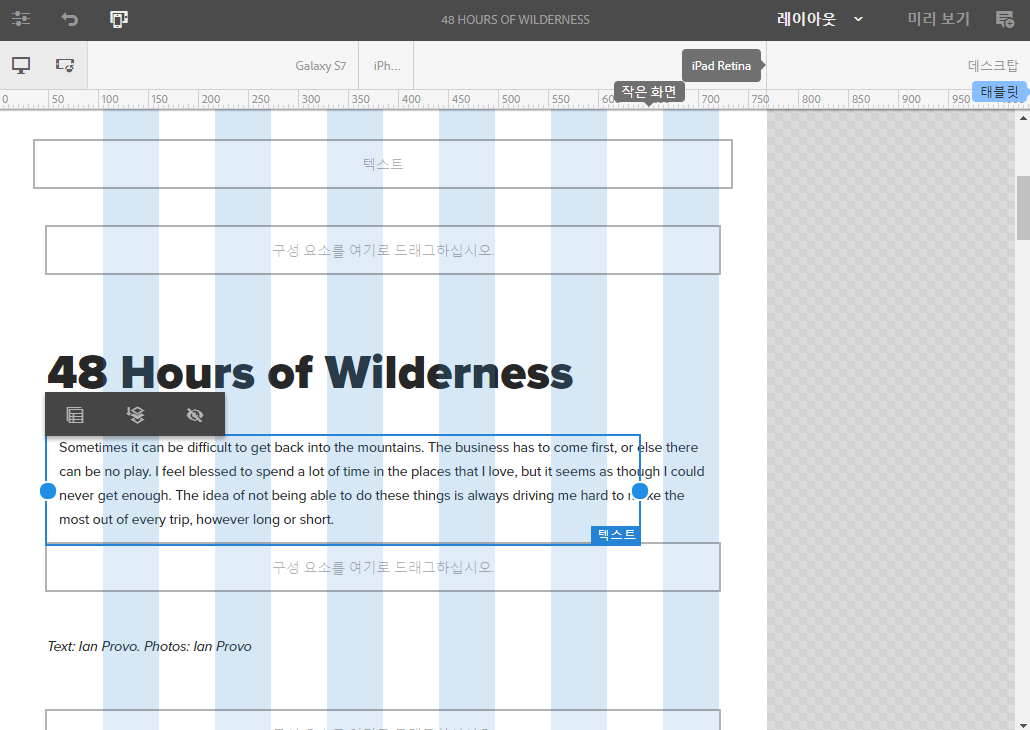 48 HOURS OF WILDERNESS
레이아웃
미리 보기
Galaxy S7
iPh...
iPad Retina
데스크탑
작은 화면
태블릿
0 50 100 150 200 250 300 350 400 450 500 600 700 750 800 850 900 950
텍스트
구성 요소를 여기로 드래그하십시오.
48 Hours of Wilderness
Sometimes it can be difficult to get back into the mountains. The business has to come first, or else there
can be no play. I feel blessed to spend a lot of time in the places that I love, but it seems as though I could
never get enough. The idea of not being able to do these things is always driving me hard to make the
most out of every trip, however long or short.
텍스트
구성 요소를 여기로 드래그하십시오.
Text: Ian Provo. Photos: Ian Provo